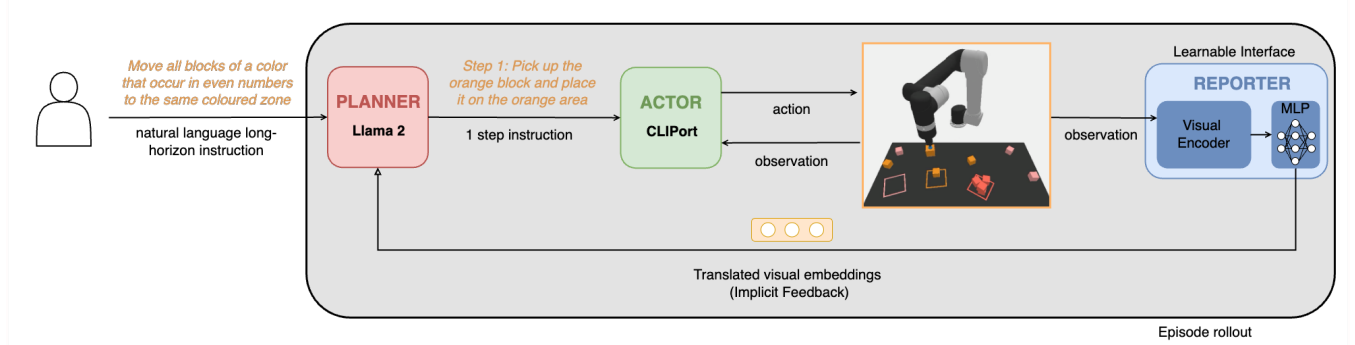 Move all blocks of a color
that occur in even numbers
to the same coloured zone
natural language long-
horizon instruction
PLANNER
Llama 2
Step 1: Pick up the
orange block and place
it on the orange area
1 step instruction
ACTOR
CLIPort
action
observation
observation
Learnable Interface
REPORTER
Visual
Encoder
MLP
Translated visual embeddings
(Implicit Feedback)
Episode rollout